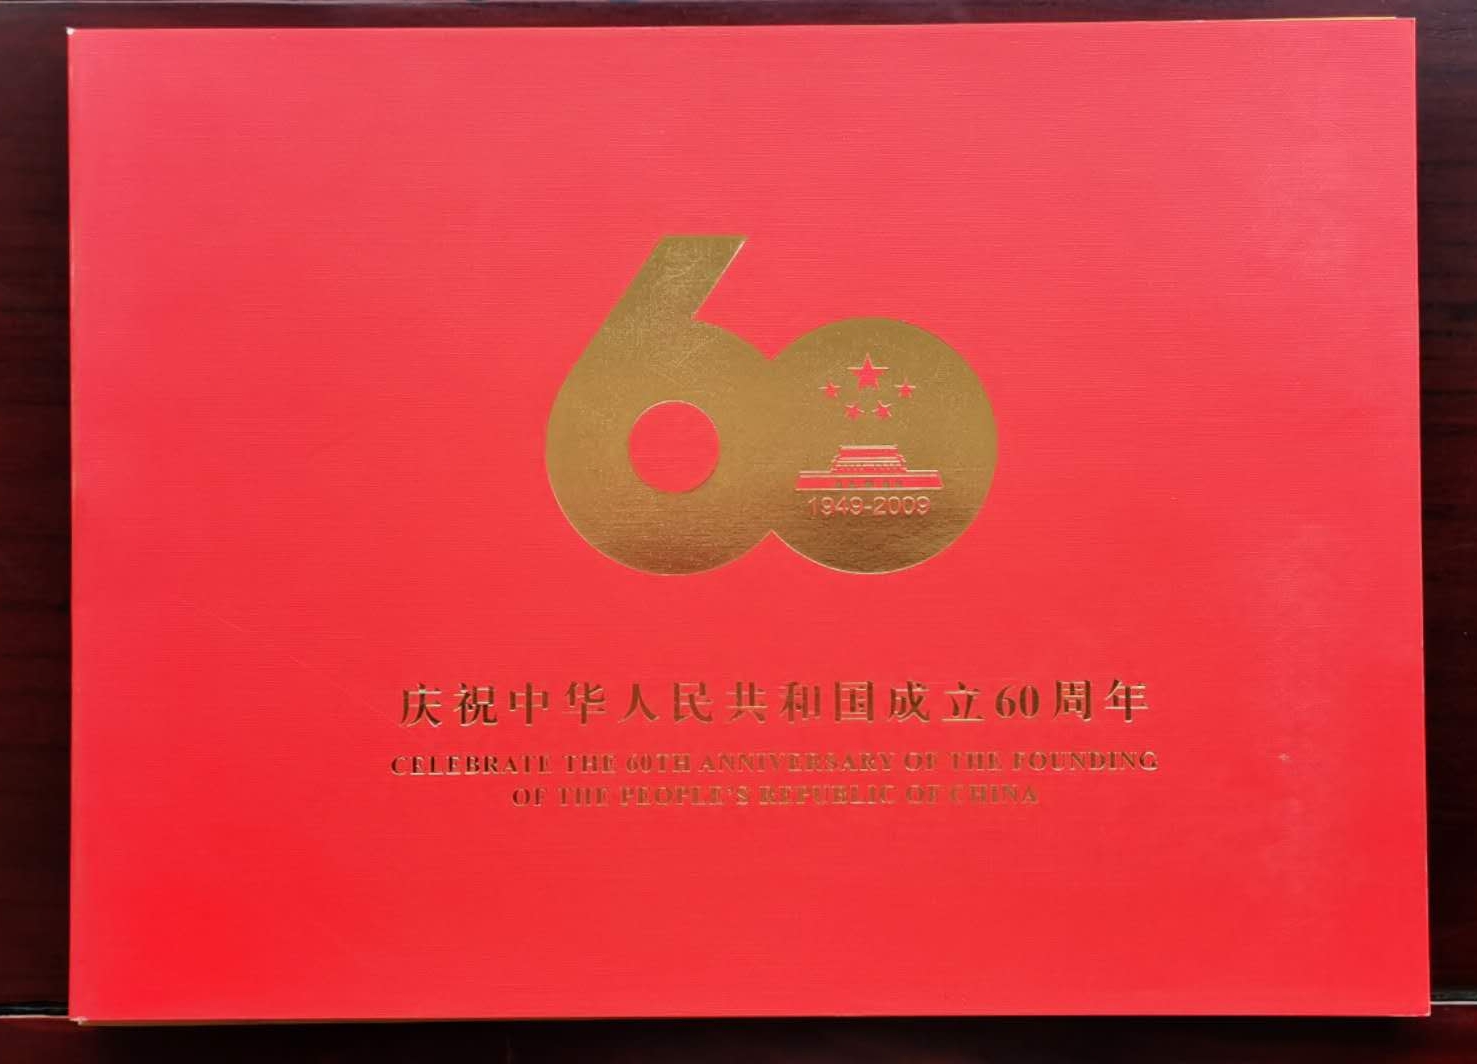 60
1949-2009
庆祝中华人民共和国成立60周年
CELEBRATE THE 60TH ANNIVERSARY OF THE FOUNDING
OF THE PEOPLE'S REPUBLIC OF CHINA